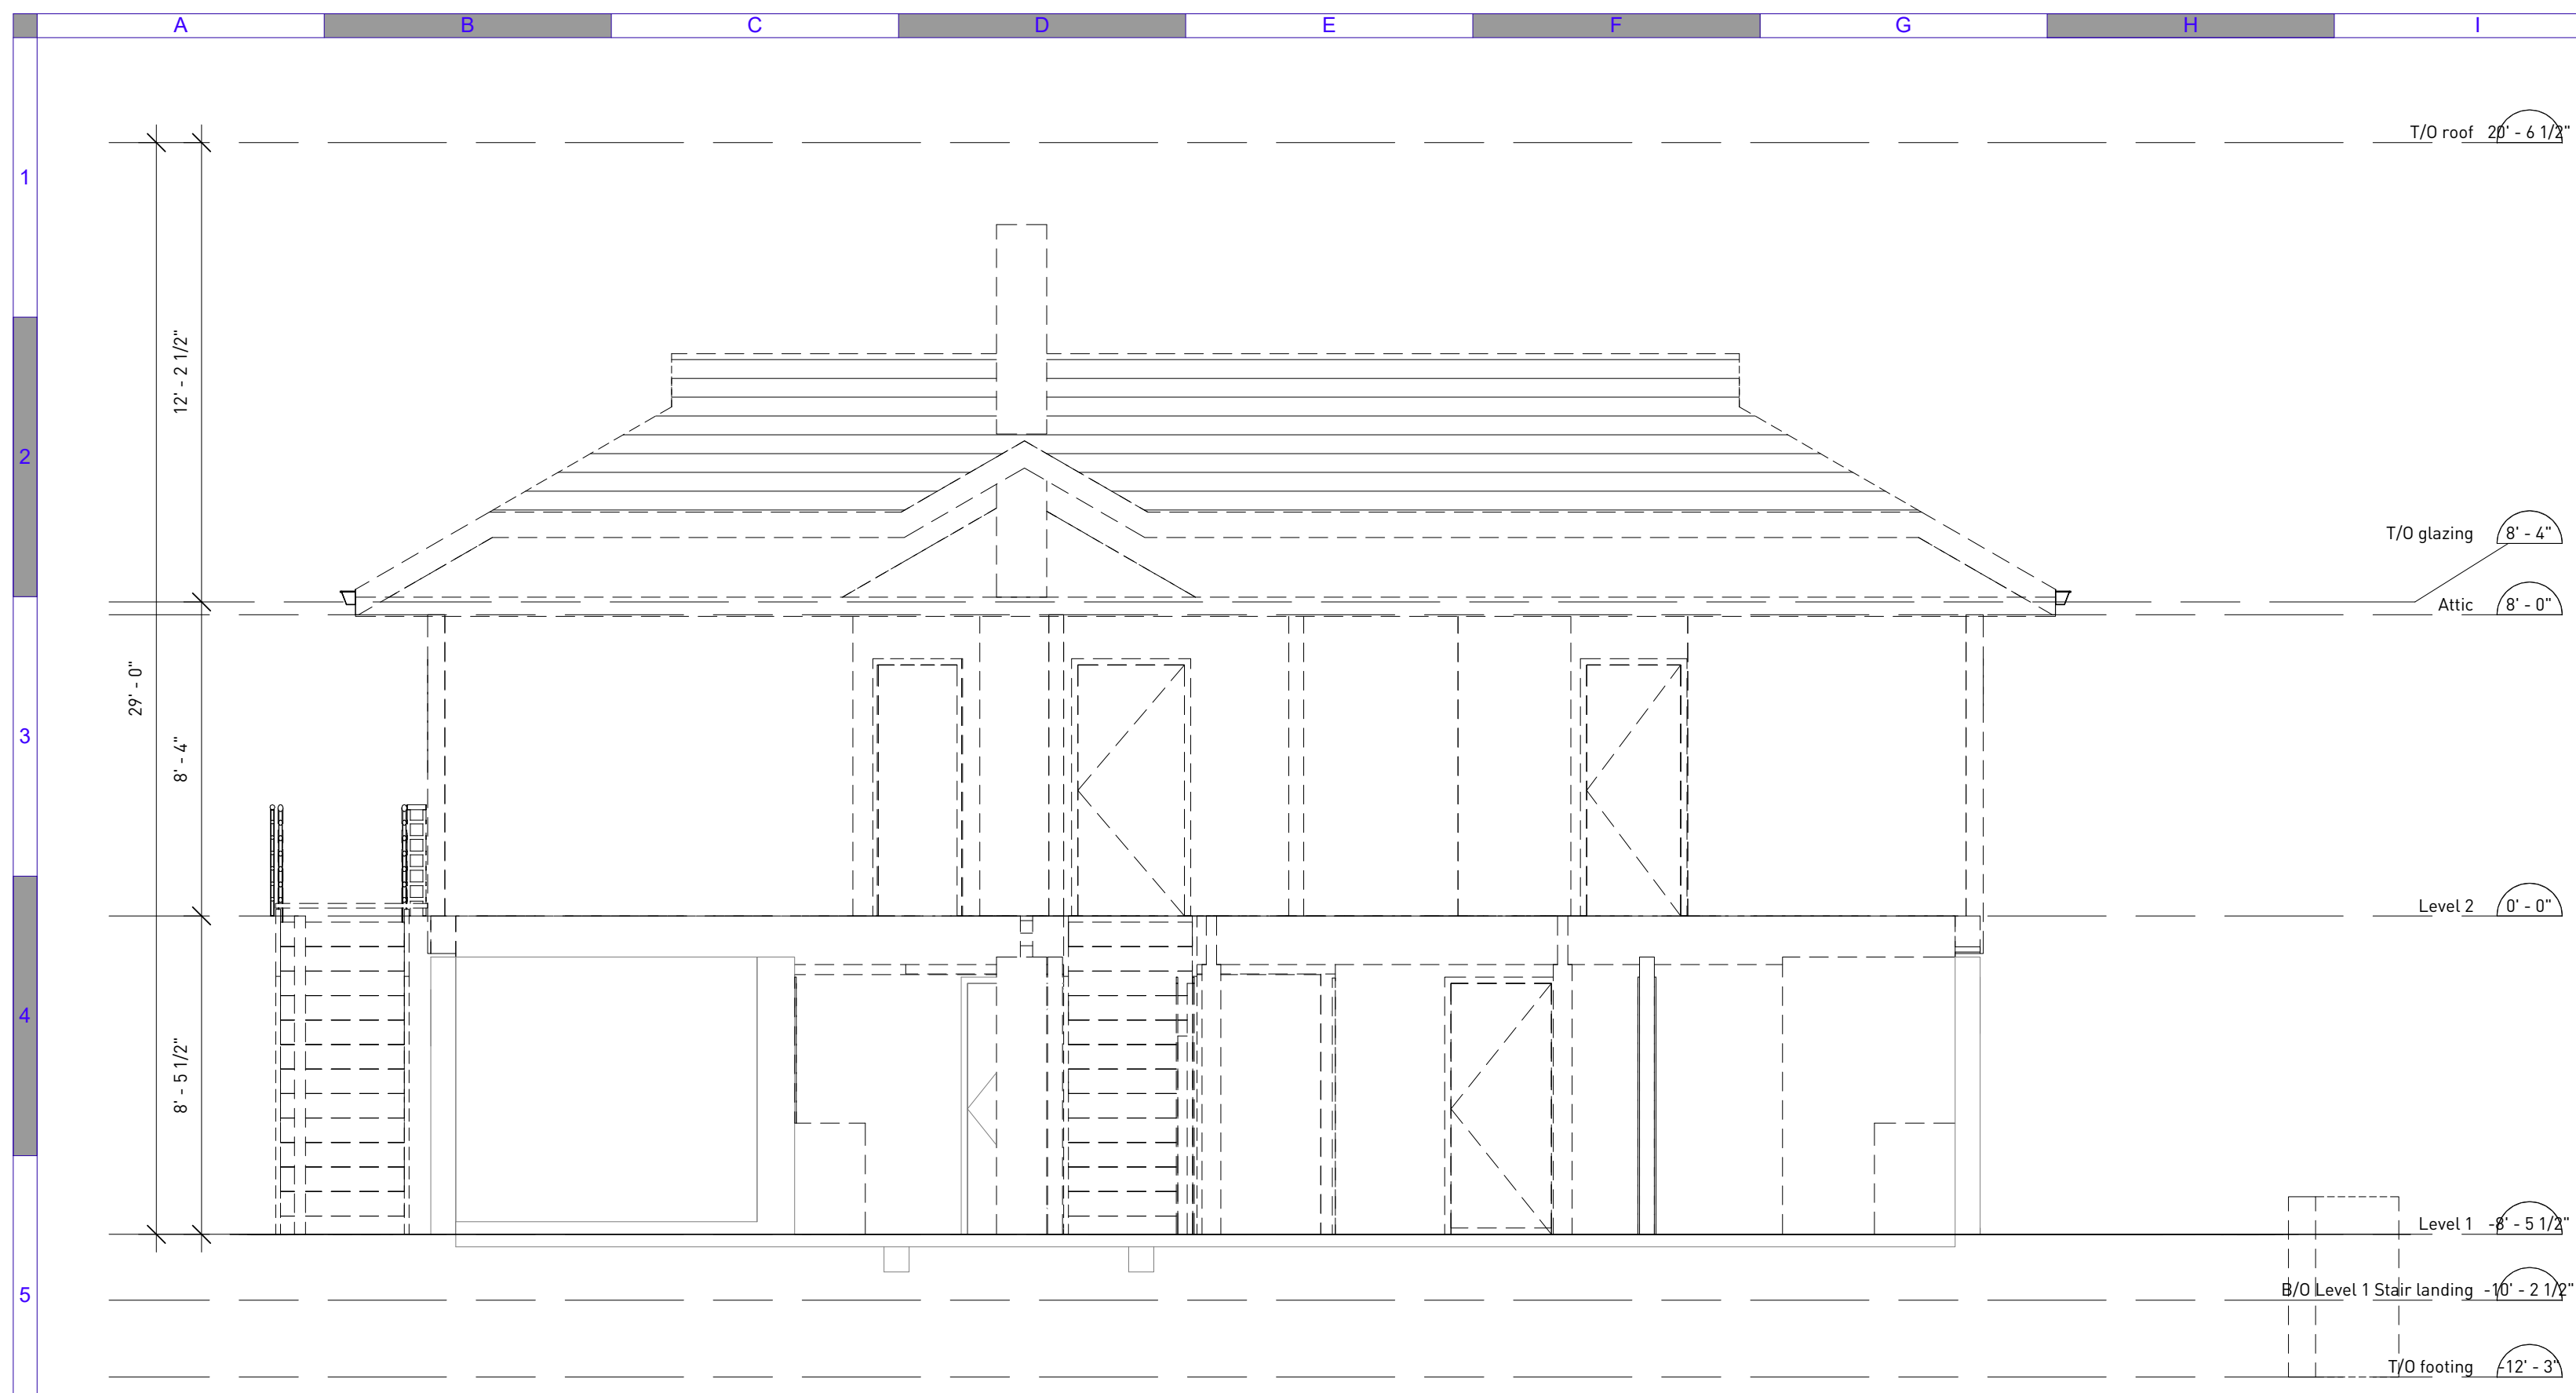 A B C D E F G H I
T/O roof 20' - 6 1/2"
1
12' - 2 1/2"
2
T/O glazing 8' - 4"
Attic 8' - 0"
29' - 0"
3
8' - 4"
Level 2 0' - 0"
4
8' - 5 1/2"
Level 1 -8' - 5 1/2"
5
B/O Level 1 Stair landing -10' - 2 1/2"
T/O footing -12' - 3"